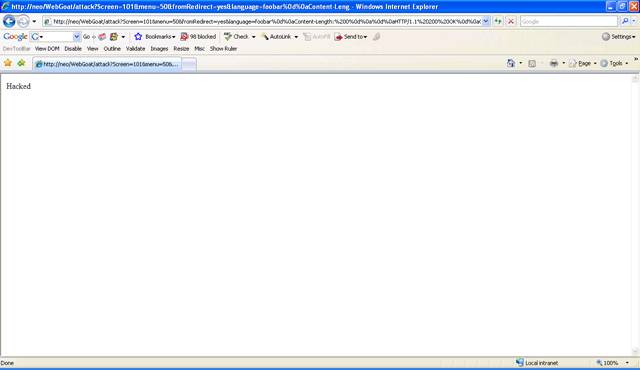 http://neo/WebGoat/attack?Screen=101&menu=50&fromRedirect=yes&language=foobar%0d%0aContent-Leng - Windows Internet Explorer
http://neo/WebGoat/attack?Screen=101&menu=50&fromRedirect=yes&language=foobar%0d%0aContent-Length:%200%0d%0a%0d%0aHTTP/1.1%20200%20OK%0d%0aC Google
Google G Go Bookmarks 98 blocked Check AutoLink AutoFill Send to Settings
DevToolBar View DOM Disable View Outline Validate Images Resize Misc Show Ruler
http://neo/WebGoat/attack?Screen=101&menu=50&... Page Tools
Hacked
Done Local intranet 100%